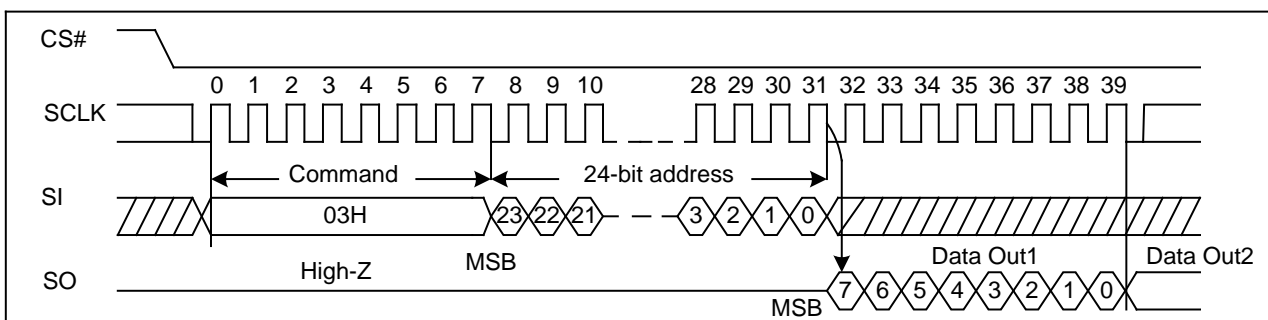 CS#
0 1 2 3 4 5 6 7 8 9 10 28 29 30 31 32 33 34 35 36 37 38 39
SCLK
Command 24-bit address
SI
03H 23 22 21 3 2 1 0
High-Z MSB Data Out1 Data Out2
SO
MSB 7 6 5 4 3 2 1 0